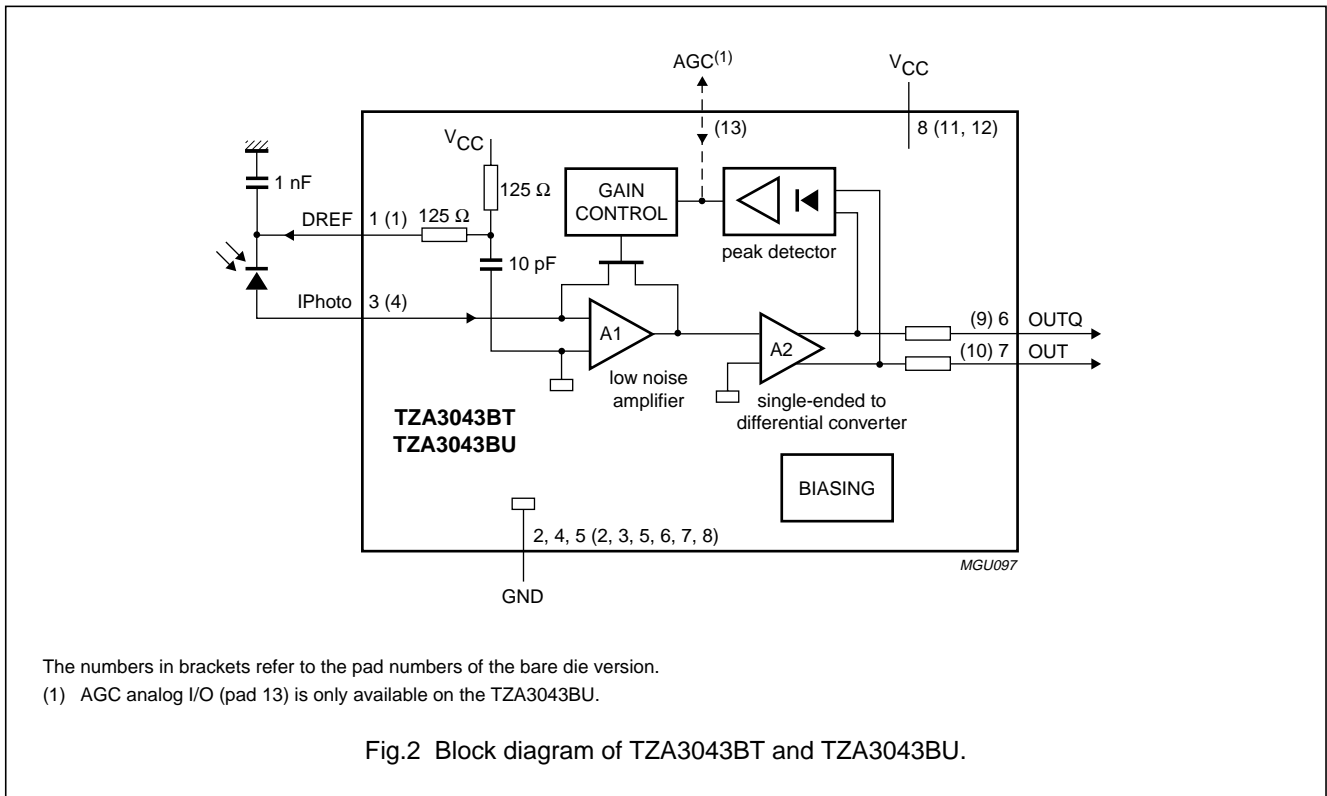 AGC(1)
VCC
(13)
8 (11, 12)
VCC
1 nF
125 Ω
GAIN
CONTROL
DREF
1 (1)
125 Ω
peak detector
10 pF
IPhoto
3 (4)
(9) 6
OUTQ
A1
A2
(10) 7
OUT
low noise
amplifier
single-ended to
differential converter
TZA3043BT
TZA3043BU
BIASING
2, 4, 5 (2, 3, 5, 6, 7, 8)
MGU097
GND
The numbers in brackets refer to the pad numbers of the bare die version.
(1) AGC analog I/O (pad 13) is only available on the TZA3043BU.
Fig.2 Block diagram of TZA3043BT and TZA3043BU.